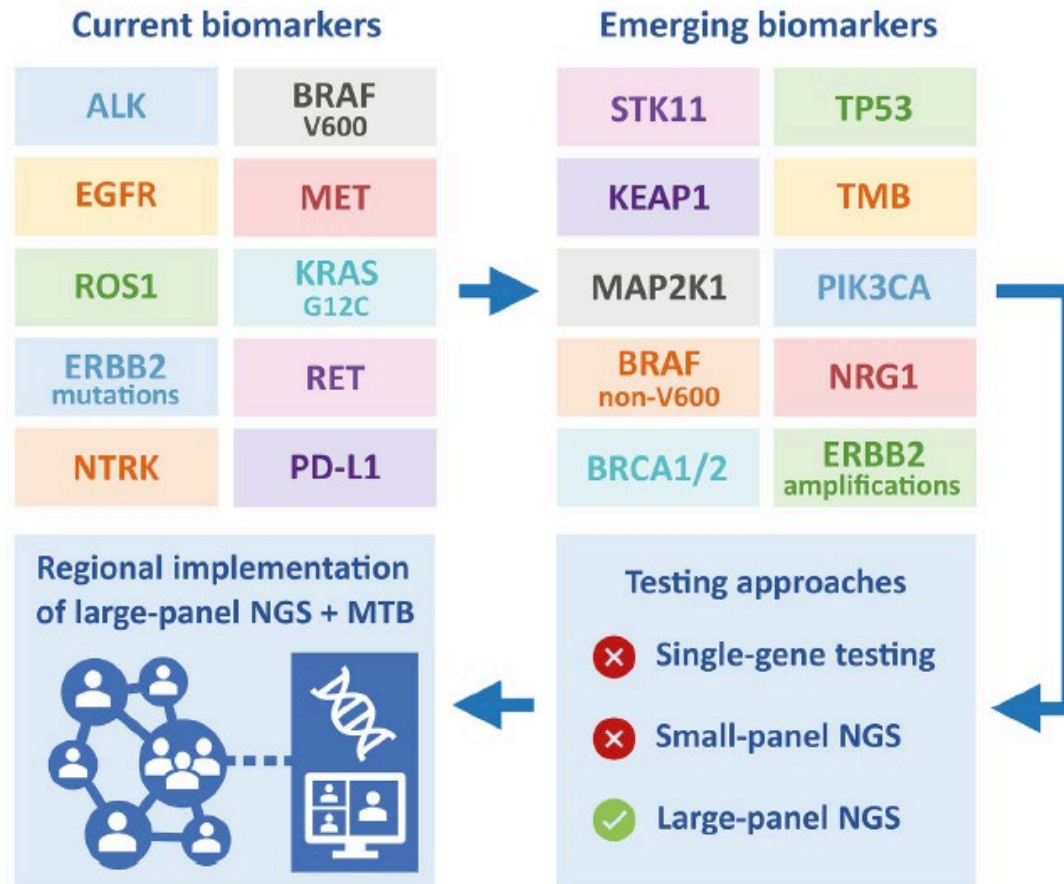 Current biomarkers
ALK
BRAF
V600
EGFR
MET
ROS1
KRAS
G12C
ERBB2
mutations
RET
NTRK
PD-L1
Emerging biomarkers
STK11
TP53
KEAP1
TMB
MAP2K1
PIK3CA
BRAF
non-V600
NRG1
BRCA1/2
ERBB2
amplifications
Testing approaches
Single-gene testing
Small-panel NGS
Large-panel NGS
Regional implementation
of large-panel NGS + MTB